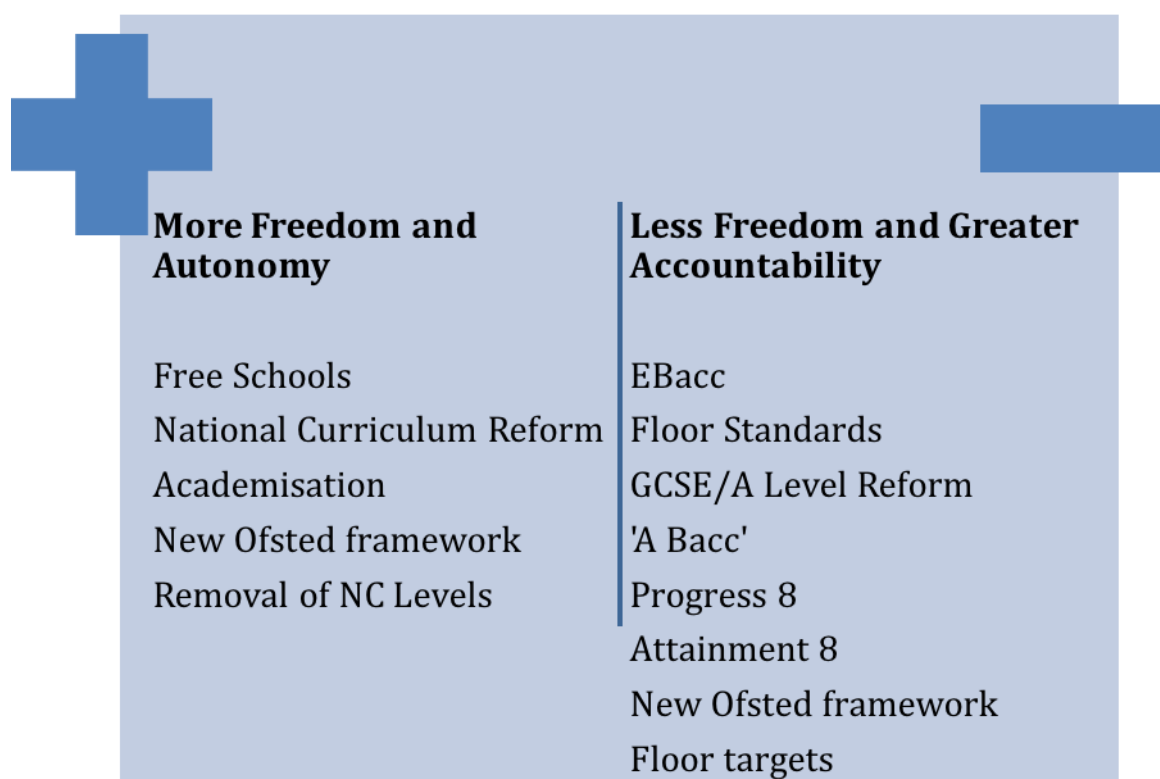 More Freedom and
Autonomy
Free Schools
National Curriculum Reform
Academisation
New Ofsted framework
Removal of NC Levels
Less Freedom and Greater
Accountability
EBacc
Floor Standards
GCSE/A Level Reform
'A Bacc'
Progress 8
Attainment 8
New Ofsted framework
Floor targets